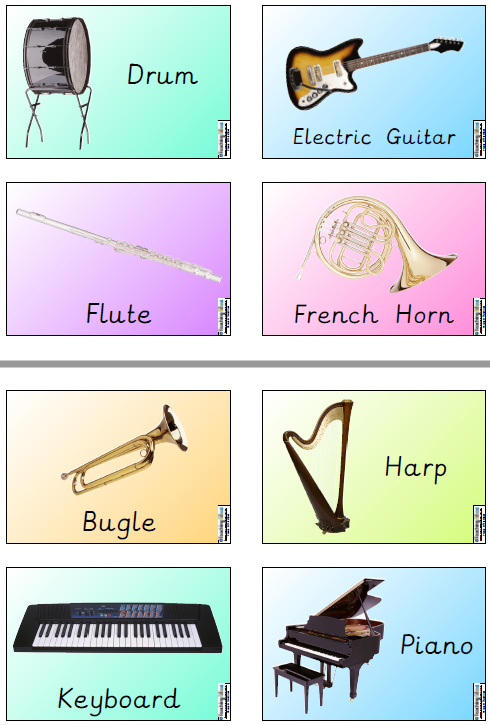 Drum
Electric Guitar
Flute
French Horn
Bugle
Harp
Keyboard
Piano